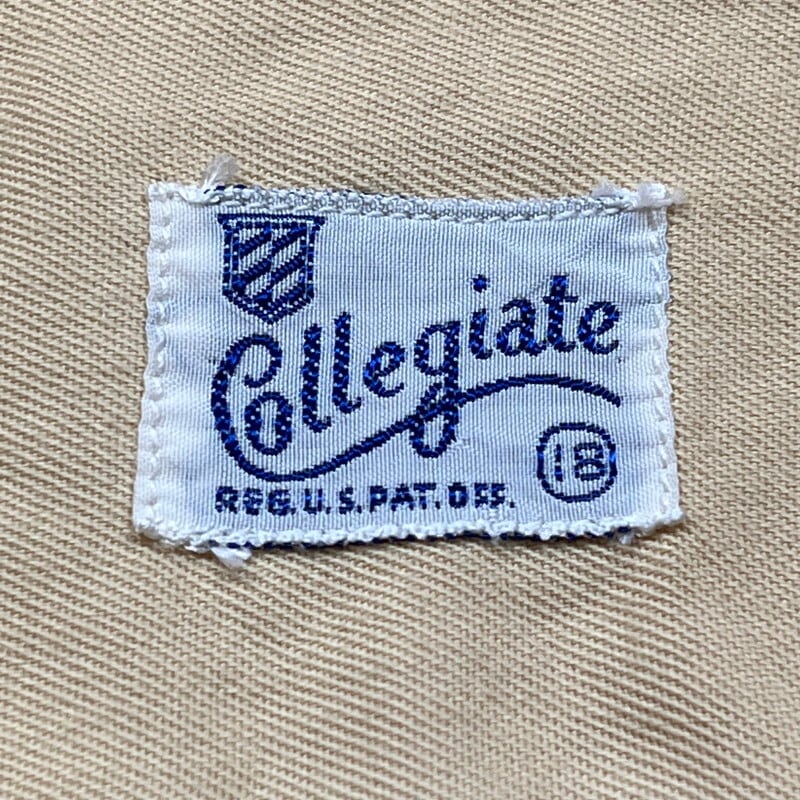 Collegiate
18
REG. U.S. PAT. OFF.